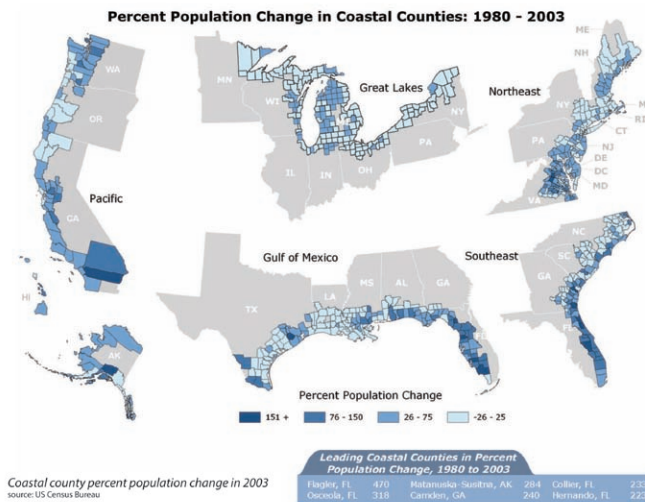 Percent Population Change in Coastal Counties: 1980 - 2003
WA
OR
CA
Pacific
HI
AK
MN
WI
IL
IN
OH
PA
NY
Great Lakes
Northeast
ME
NH
NY
M
RI
CT
PA
NJ
DE
DC
MD
VA
Gulf of Mexico
TX
LA
MS
AL
GA
Southeast
NC
SC
GA
FL
Percent Population Change
151 +
76 - 150
26 - 75
-26 - 25
Leading Coastal Counties in Percent
Population Change, 1980 to 2003
Flagler, FL 470 Matanuska-Susitna, AK 284 Collier, FL 233
Osceola, FL 318 Camden, GA 240 Hernando, FL 223
Coastal county percent population change in 2003
source: US Census Bureau